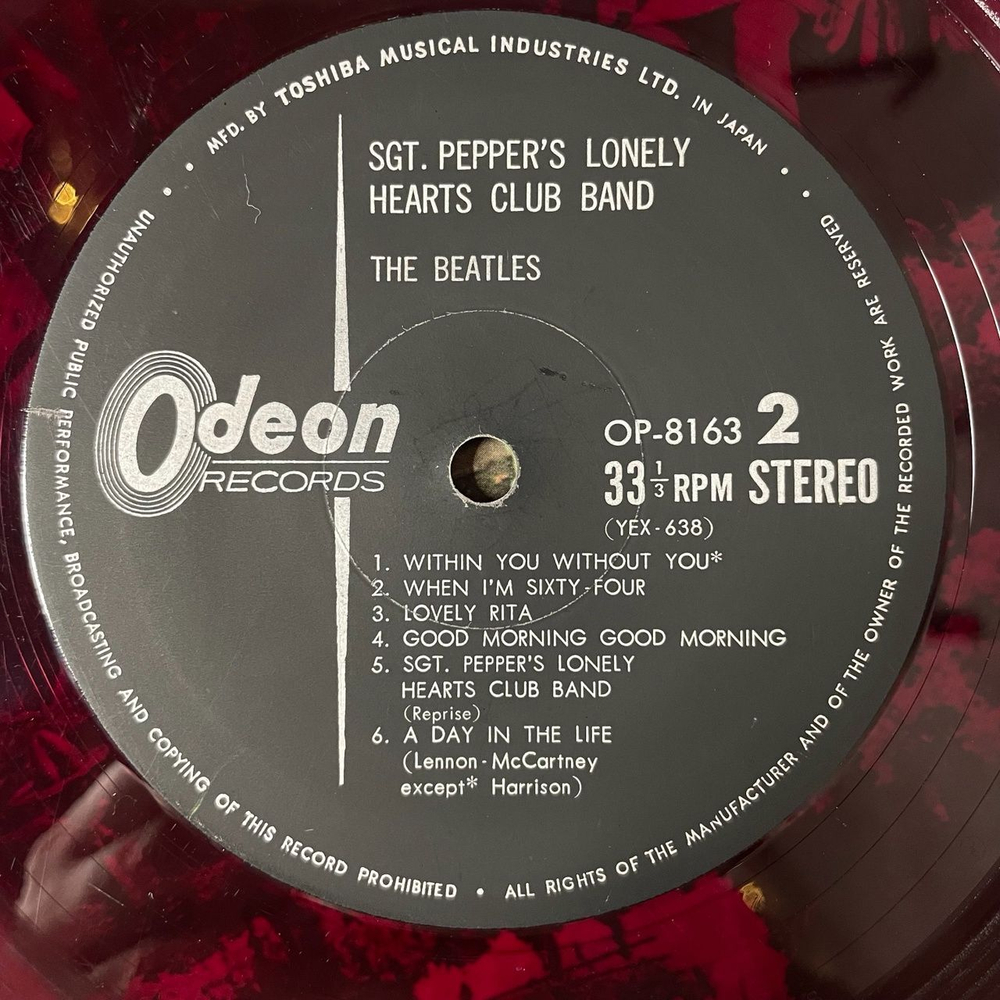 MFD. BY TOSHIBA MUSICAL INDUSTRIES LTD. IN JAPAN
SGT. PEPPER'S LONELY
HEARTS CLUB BAND
THE BEATLES
Odeon
RECORDS
OP-8163 2
33 1/3 RPM STEREO
(YEX-638)
1. WITHIN YOU WITHOUT YOU*
2. WHEN I'M SIXTY-FOUR
3. LOVELY RITA
4. GOOD MORNING GOOD MORNING
5. SGT. PEPPER'S LONELY
HEARTS CLUB BAND
(Reprise)
6. A DAY IN THE LIFE
(Lennon-McCartney
except* Harrison)
UNAUTHORIZED PUBLIC PERFORMANCE, BROADCASTING AND COPYING OF THIS RECORD PROHIBITED • ALL RIGHTS OF THE MANUFACTURER AND OF THE OWNER OF THE RECORDED WORK ARE RESERVED